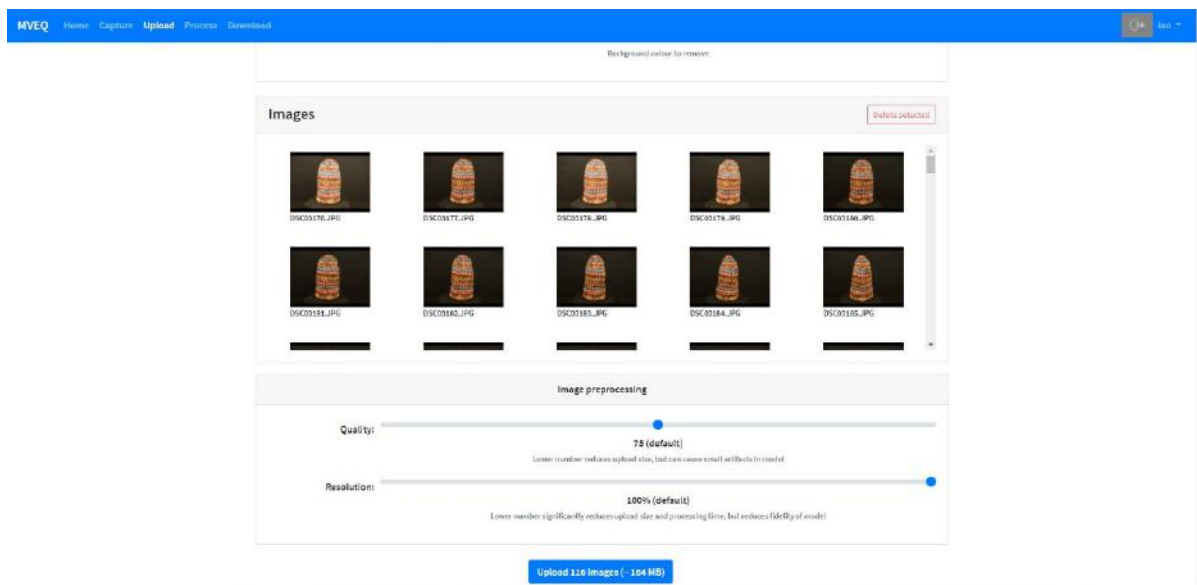 MVEQ Home Capture Upload Process Download
Background colour to remove
Images
Delete selected
DSC03176.JPG DSC03177.JPG DSC03178.JPG DSC03179.JPG DSC03180.JPG
DSC03181.JPG DSC03182.JPG DSC03183.JPG DSC03184.JPG DSC03185.JPG
Image preprocessing
Quality:
75 (default)
Lower number reduces upload size, but can cause small artifacts in model
Resolution:
100% (default)
Lower number significantly reduces upload size and processing time, but reduces fidelity of model
Upload 116 images (~ 164 MB)